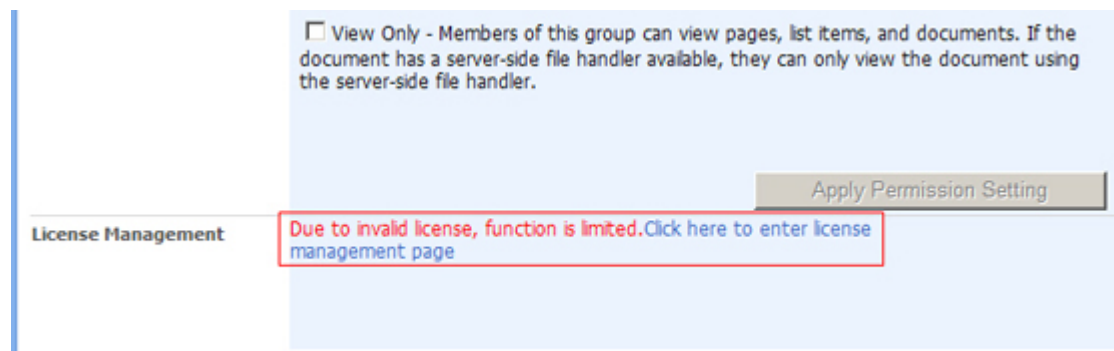 View Only - Members of this group can view pages, list items, and documents. If the
document has a server-side file handler available, they can only view the document using
the server-side file handler.
Apply Permission Setting
License Management
Due to invalid license, function is limited.Click here to enter license
management page